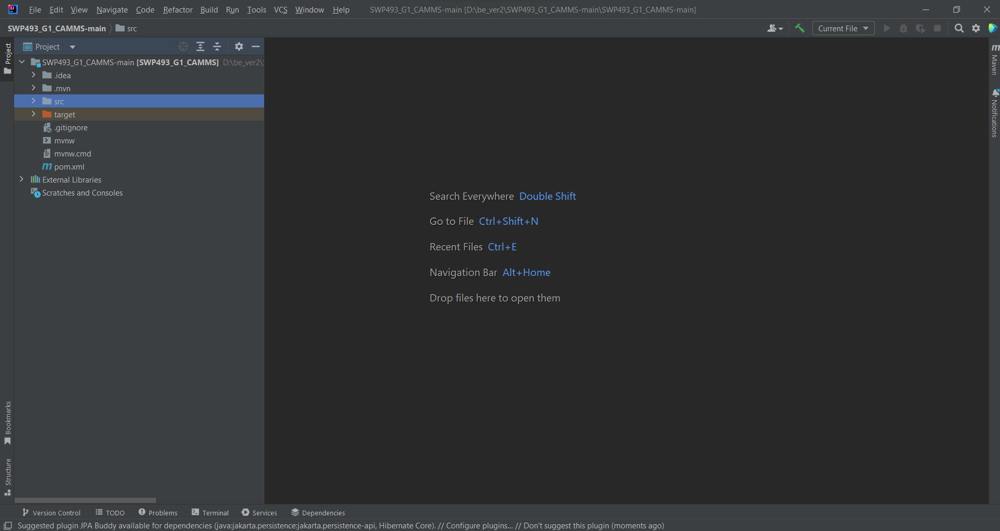 File Edit View Navigate Code Refactor Build Run Tools VCS Window Help SWP493_G1_CAMMS-main [D:\be_ver2\SWP493_G1_CAMMS-main\SWP493_G1_CAMMS-main]
SWP493_G1_CAMMS-main src Current File
Project
Project
SWP493_G1_CAMMS-main [SWP493_G1_CAMMS] D:\be_ver2\
.idea
.mvn
src
target
.gitignore
mvnw
mvnw.cmd
m pom.xml
External Libraries
Scratches and Consoles
Bookmarks
Structure
Search Everywhere Double Shift
Go to File Ctrl+Shift+N
Recent Files Ctrl+E
Navigation Bar Alt+Home
Drop files here to open them
m Maven
Notifications
Version Control TODO Problems Terminal Services Dependencies
Suggested plugin JPA Buddy available for dependencies (java:jakarta.persistence:jakarta.persistence-api, Hibernate Core). // Configure plugins... // Don't suggest this plugin (moments ago)